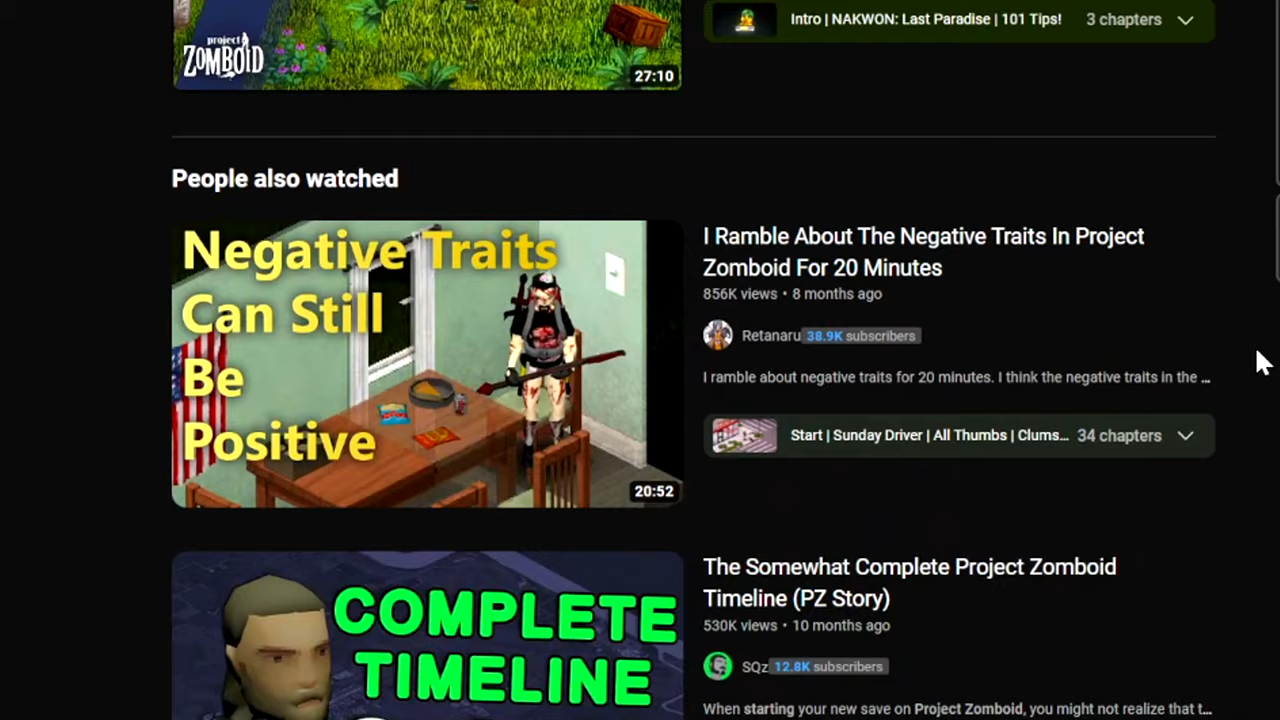 project
ZOMBOID
27:10
Intro | NAKWON: Last Paradise | 101 Tips!
3 chapters
People also watched
Negative Traits
Can Still
Be
Positive
20:52
I Ramble About The Negative Traits In Project
Zomboid For 20 Minutes
856K views • 8 months ago
Retanaru 38.9K subscribers
I ramble about negative traits for 20 minutes. I think the negative traits in the ...
Start | Sunday Driver | All Thumbs | Clums...
34 chapters
COMPLETE
TIMELINE
The Somewhat Complete Project Zomboid
Timeline (PZ Story)
530K views • 10 months ago
SQz 12.8K subscribers
When starting your new save on Project Zomboid, you might not realize that t...